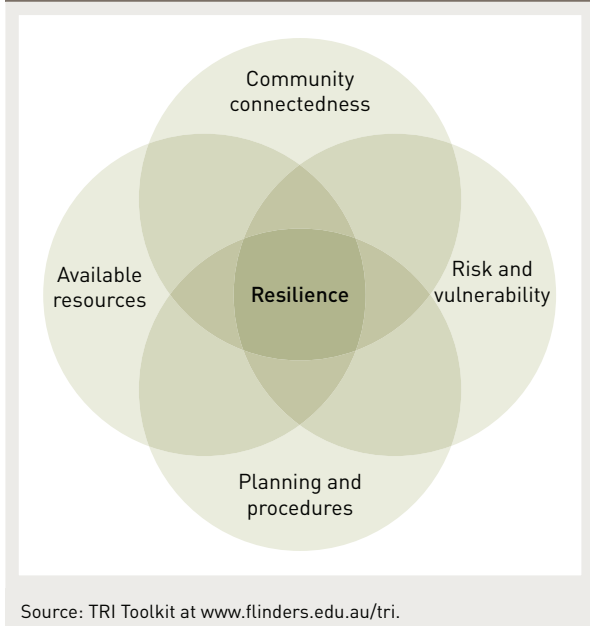 Community
connectedness
Available
resources
Resilience
Risk and
vulnerability
Planning and
procedures
Source: TRI Toolkit at www.flinders.edu.au/tri.